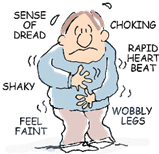 SENSE
OF
DREAD
CHOKING
RAPID
HEART
BEAT
SHAKY
WOBBLY
LEGS
FEEL
FAINT